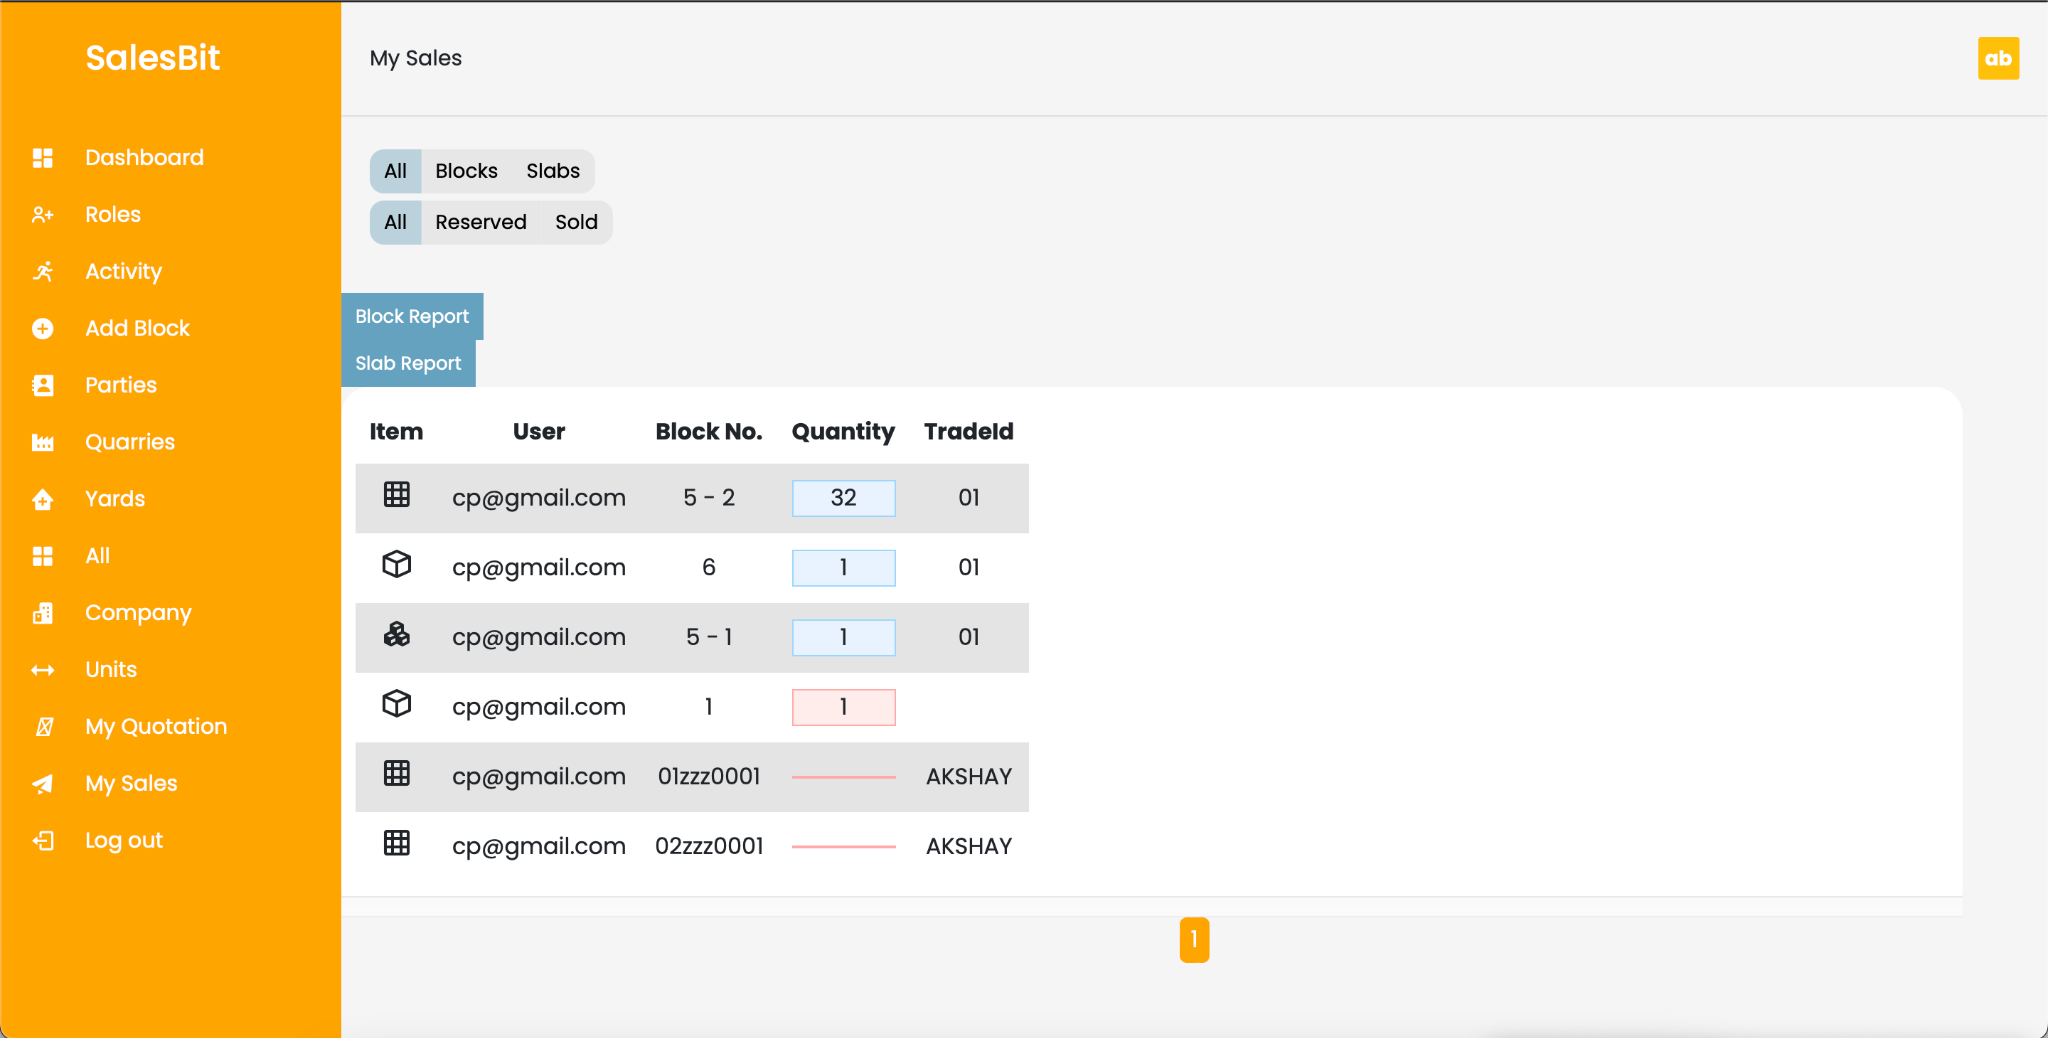 SalesBit
My Sales
ab
Dashboard
Roles
Activity
Add Block
Parties
Quarries
Yards
All
Company
Units
My Quotation
My Sales
Log out
All Blocks Slabs
All Reserved Sold
Block Report
Slab Report
Item User Block No. Quantity TradeId
cp@gmail.com 5 - 2 32 01
cp@gmail.com 6 1 01
cp@gmail.com 5 - 1 1 01
cp@gmail.com 1 1
cp@gmail.com 01zzz0001 AKSHAY
cp@gmail.com 02zzz0001 AKSHAY
1